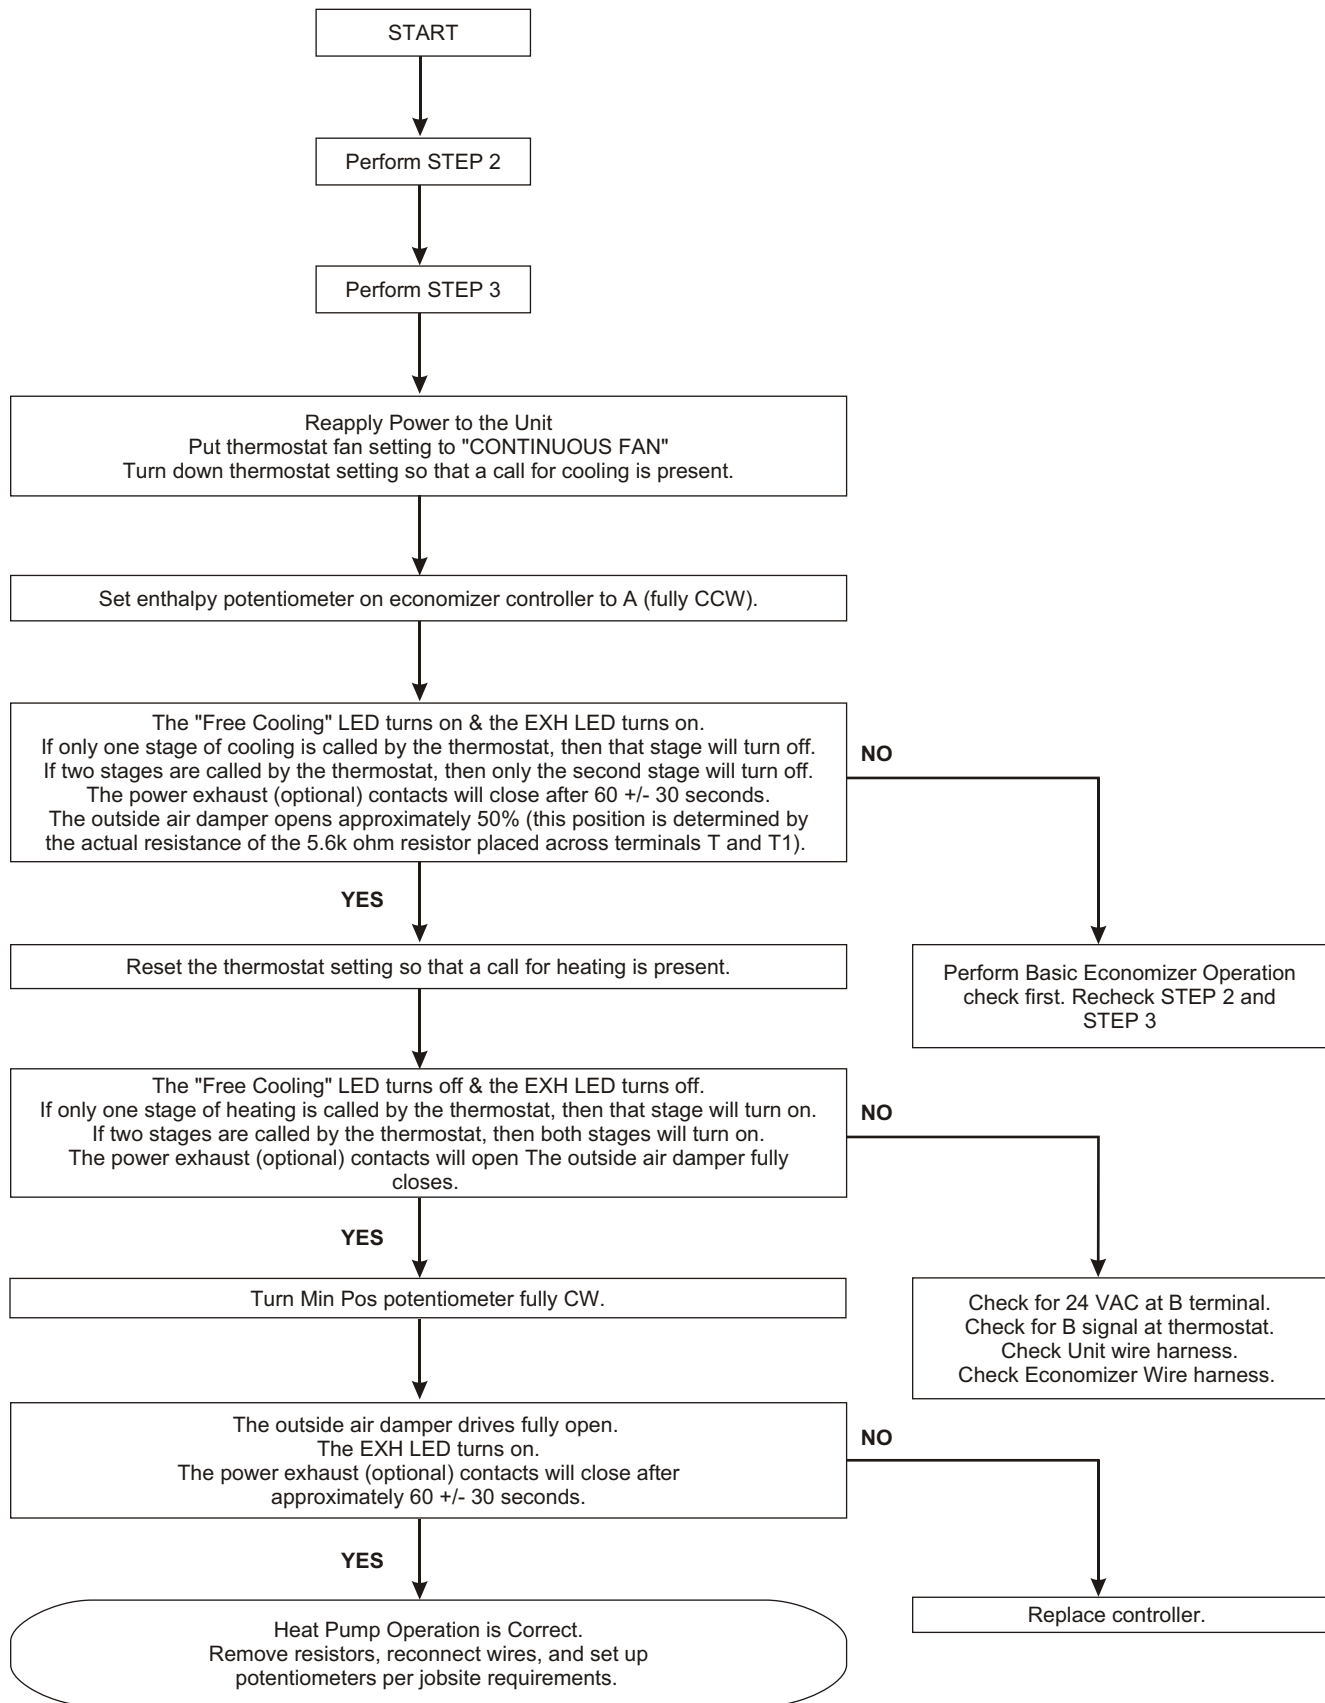 START
Perform STEP 2
Perform STEP 3
Reapply Power to the Unit
Put thermostat fan setting to "CONTINUOUS FAN"
Turn down thermostat setting so that a call for cooling is present.
Set enthalpy potentiometer on economizer controller to A (fully CCW).
The "Free Cooling" LED turns on & the EXH LED turns on.
If only one stage of cooling is called by the thermostat, then that stage will turn off.
If two stages are called by the thermostat, then only the second stage will turn off.
The power exhaust (optional) contacts will close after 60 +/- 30 seconds.
The outside air damper opens approximately 50% (this position is determined by
the actual resistance of the 5.6k ohm resistor placed across terminals T and T1).
NO
YES
Perform Basic Economizer Operation
check first. Recheck STEP 2 and
STEP 3
Reset the thermostat setting so that a call for heating is present.
The "Free Cooling" LED turns off & the EXH LED turns off.
If only one stage of heating is called by the thermostat, then that stage will turn on.
If two stages are called by the thermostat, then both stages will turn on.
The power exhaust (optional) contacts will open The outside air damper fully
closes.
NO
YES
Check for 24 VAC at B terminal.
Check for B signal at thermostat.
Check Unit wire harness.
Check Economizer Wire harness.
Turn Min Pos potentiometer fully CW.
The outside air damper drives fully open.
The EXH LED turns on.
The power exhaust (optional) contacts will close after
approximately 60 +/- 30 seconds.
NO
YES
Replace controller.
Heat Pump Operation is Correct.
Remove resistors, reconnect wires, and set up
potentiometers per jobsite requirements.